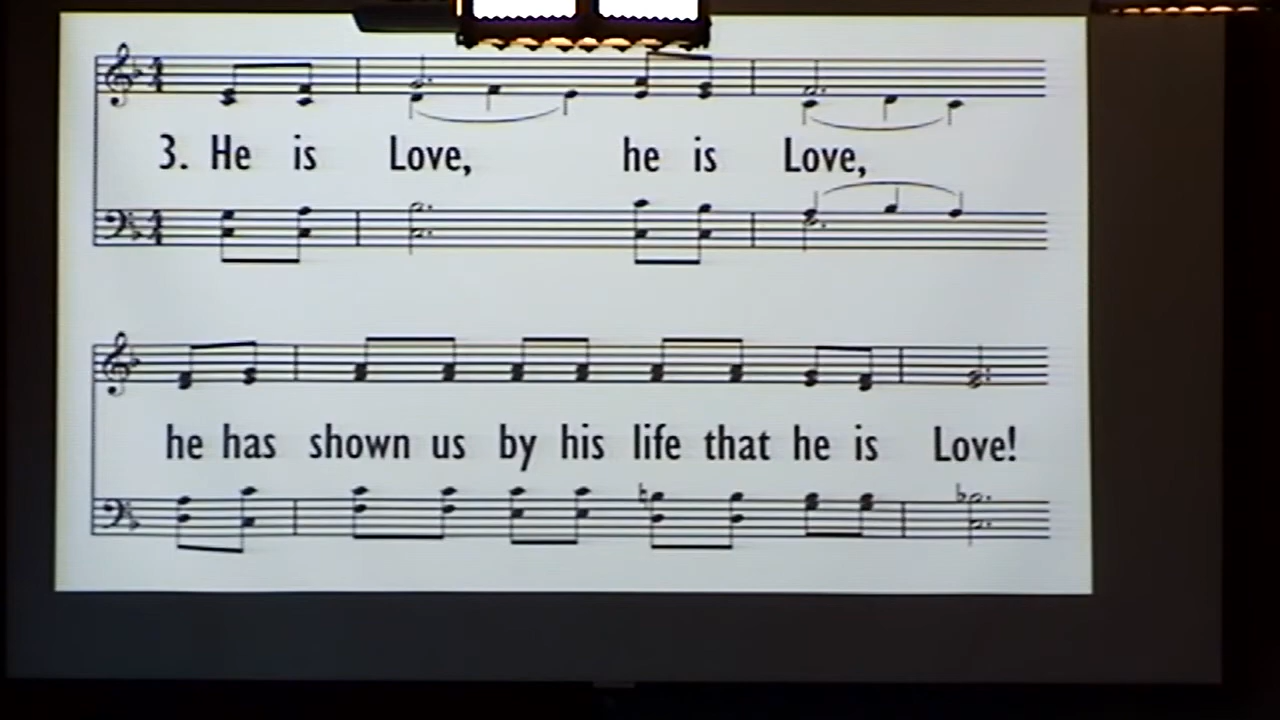 3. He is Love, he is Love,
he has shown us by his life that he is Love!